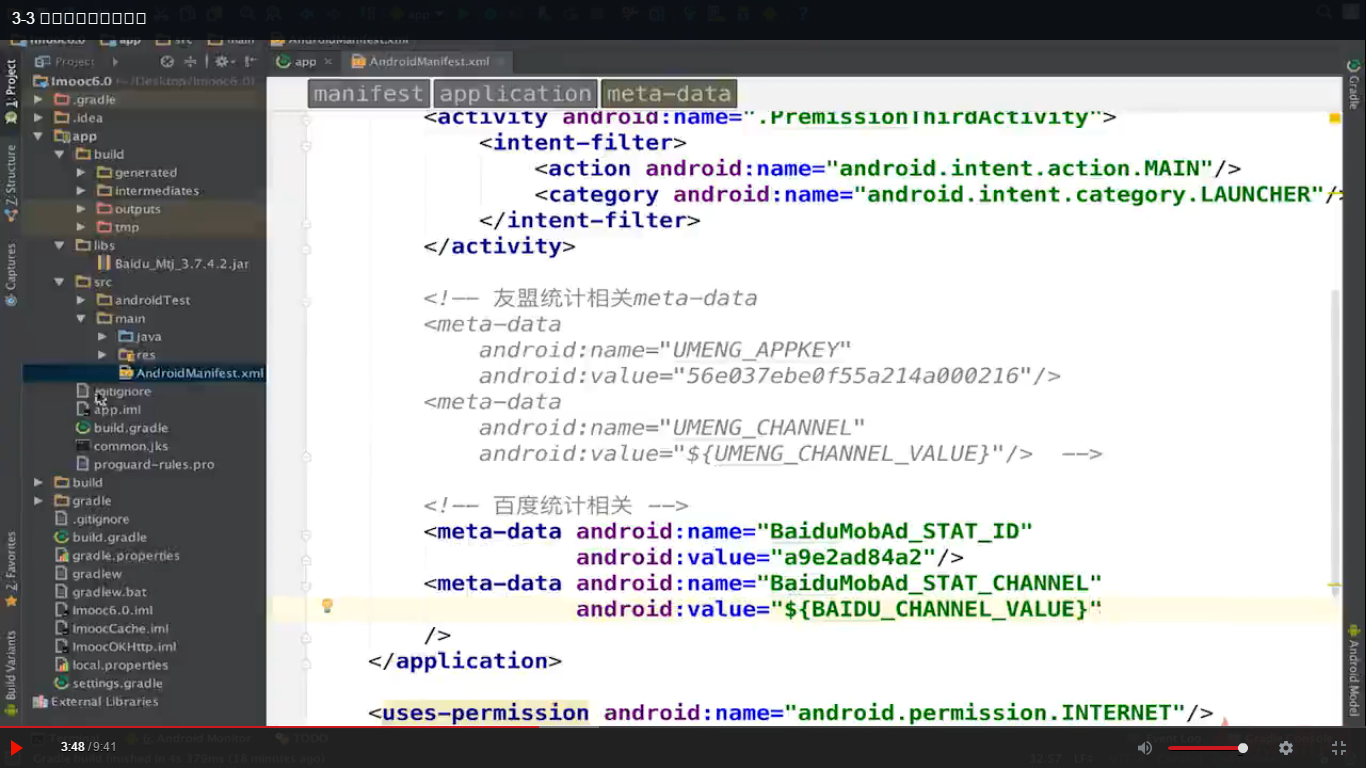 3-3
Imooc6.0 app src main AndroidManifest.xml
Project
app AndroidManifest.xml
1: Project
Z: Structure
Captures
2: Favorites
Build Variants
Imooc6.0 ~/Desktop/Imooc6.0)
.gradle
.idea
app
build
generated
intermediates
outputs
tmp
libs
Baidu_Mtj_3.7.4.2.jar
src
androidTest
main
java
res
AndroidManifest.xml
.gitignore
app.iml
build.gradle
common.jks
proguard-rules.pro
build
gradle
.gitignore
build.gradle
gradle.properties
gradlew
gradlew.bat
Imooc6.0.iml
ImoocCache.iml
ImoocOKHttp.iml
local.properties
settings.gradle
External Libraries
manifest application meta-data
<activity android:name=".PremissionThirdActivity">
<intent-filter>
<action android:name="android.intent.action.MAIN"/>
<category android:name="android.intent.category.LAUNCHER"/>
</intent-filter>
</activity>
<!-- 友盟统计相关meta-data
<meta-data
android:name="UMENG_APPKEY"
android:value="56e037ebe0f55a214a000216"/>
<meta-data
android:name="UMENG_CHANNEL"
android:value="${UMENG_CHANNEL_VALUE}"/> -->
<!-- 百度统计相关 -->
<meta-data android:name="BaiduMobAd_STAT_ID"
android:value="a9e2ad84a2"/>
<meta-data android:name="BaiduMobAd_STAT_CHANNEL"
android:value="${BAIDU_CHANNEL_VALUE}"
/>
</application>
<uses-permission android:name="android.permission.INTERNET"/>
Gradle
Android Model
Terminal 6: Android Monitor TODO Event Log Gradle Console
3:48 / 9:41